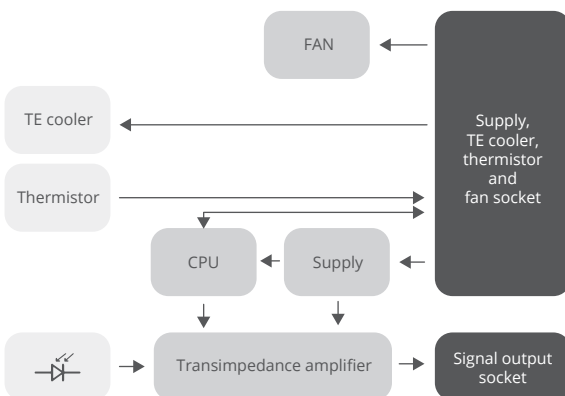 FAN
TE cooler
Supply,
TE cooler,
thermistor
and
fan socket
Thermistor
CPU
Supply
Transimpedance amplifier
Signal output
socket